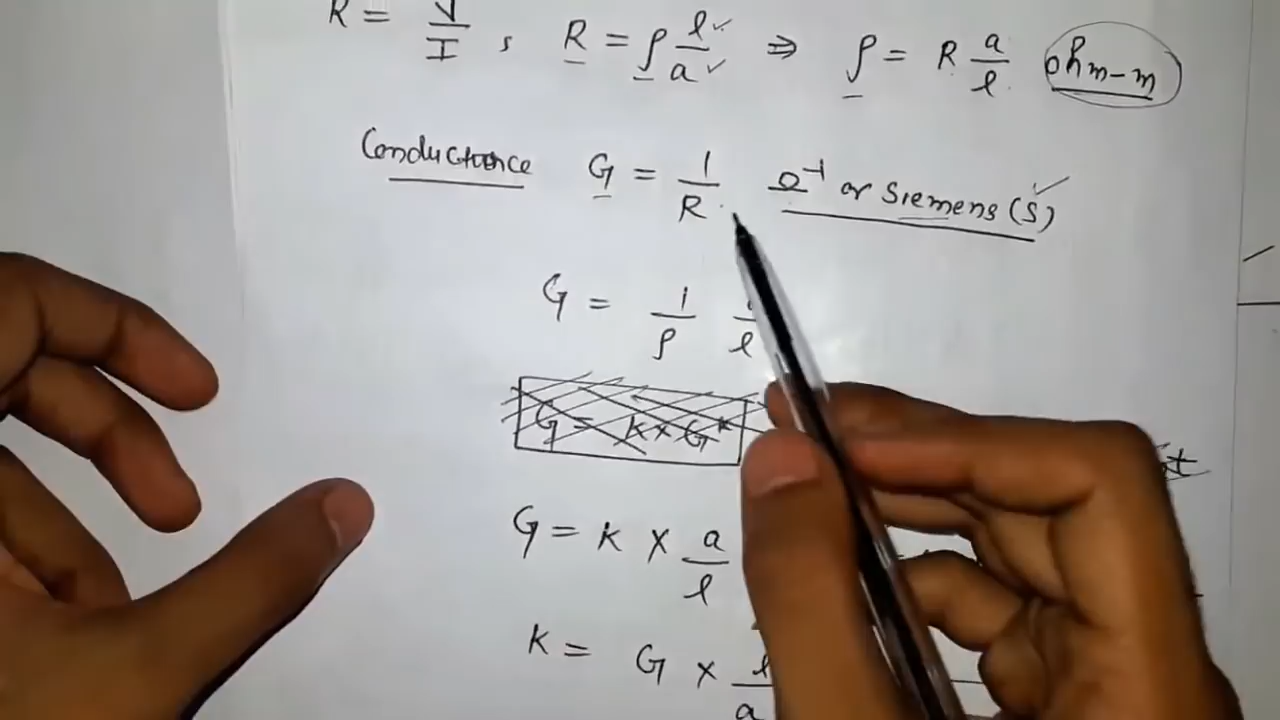 R = V/I , R = ρ l/a ⇒ ρ = R a/l ohm-m
Conductance G = 1/R Ω⁻¹ or Siemens (S)
G = 1/ρ /l
G = K × G*
G = K × a/l
K = G × l/a